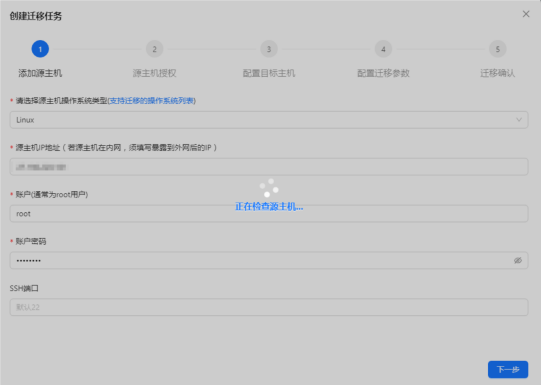 创建迁移任务
1 2 3 4 5
添加源主机 源主机授权 配置目标主机 配置迁移参数 迁移确认
* 请选择源主机操作系统类型(支持迁移的操作系统列表)
Linux
* 源主机IP地址（若源主机在内网，须填写暴露到外网后的IP）
* 账户(通常为root用户)
正在检查源主机...
root
* 账户密码
••••••••
SSH端口
默认22
下一步